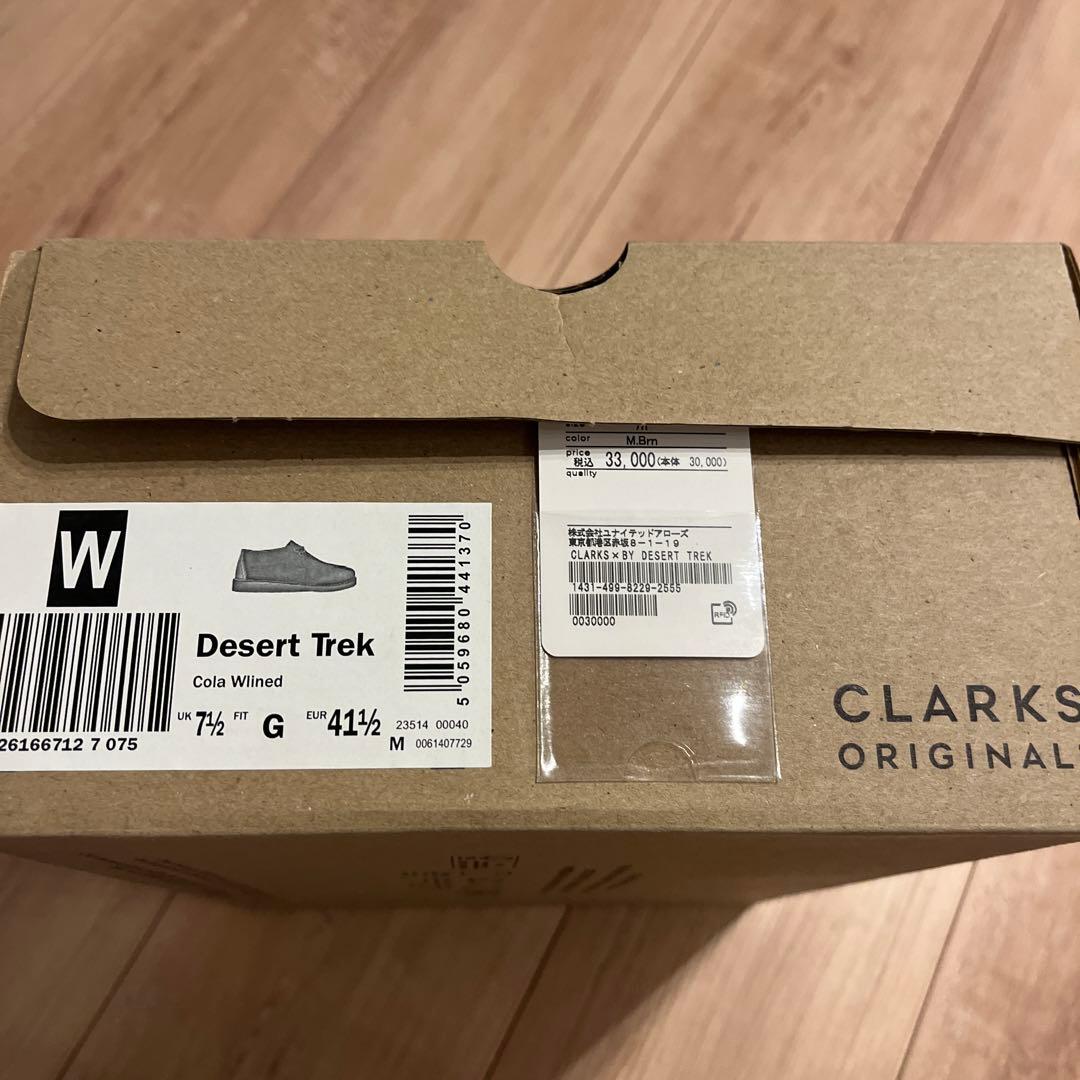 color M.Brn
price
税込 33,000(本体 30,000)
quality
株式会社ユナイテッドアローズ
東京都港区赤坂8-1-19
CLARKS×BY DESERT TREK
1431-499-8229-2555
0030000
RFID
W
Desert Trek
Cola Wlined
UK 7½ FIT G EUR 41½
23514 00040
M 0061407729
26166712 7 075
5 059680 441370
CLARKS
ORIGINAL